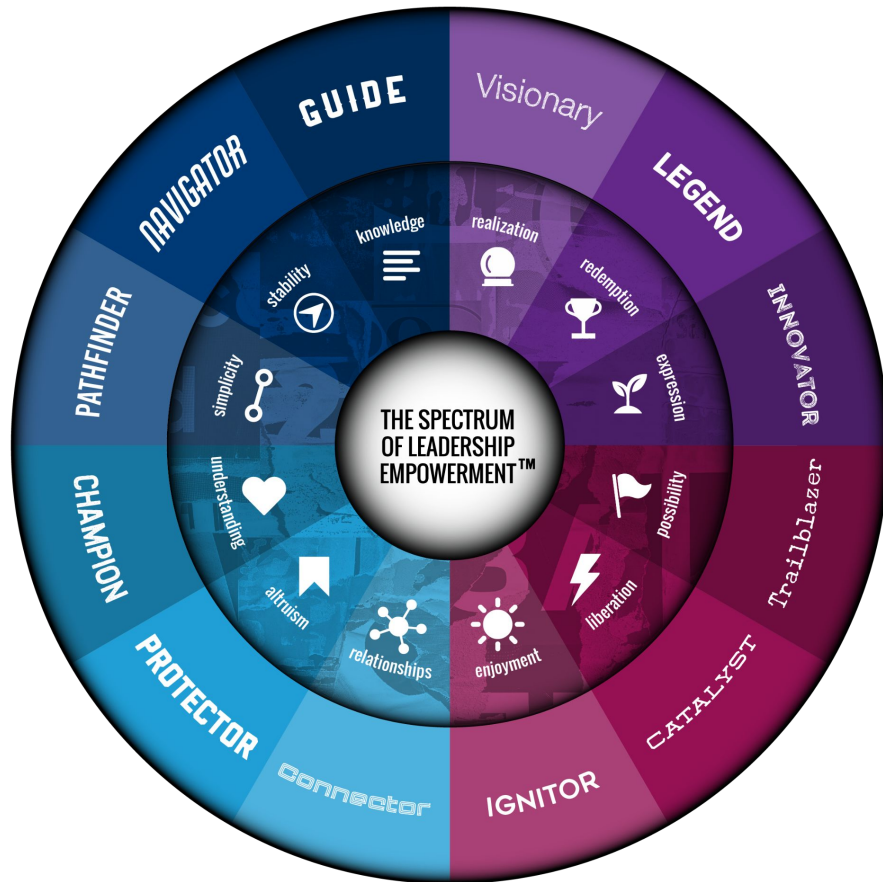 THE SPECTRUM
OF LEADERSHIP
EMPOWERMENT™
Visionary
LEGEND
INNOVATOR
Trailblazer
CATALYST
IGNITOR
Connector
PROTECTOR
CHAMPION
PATHFINDER
NAVIGATOR
GUIDE
realization
redemption
expression
possibility
liberation
enjoyment
relationships
altruism
understanding
simplicity
stability
knowledge